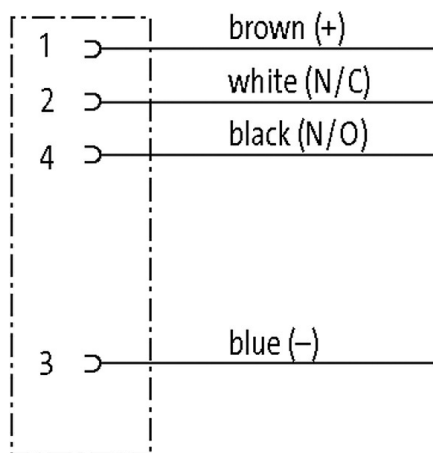 1 brown (+)
2 white (N/C)
4 black (N/O)
3 blue (–)